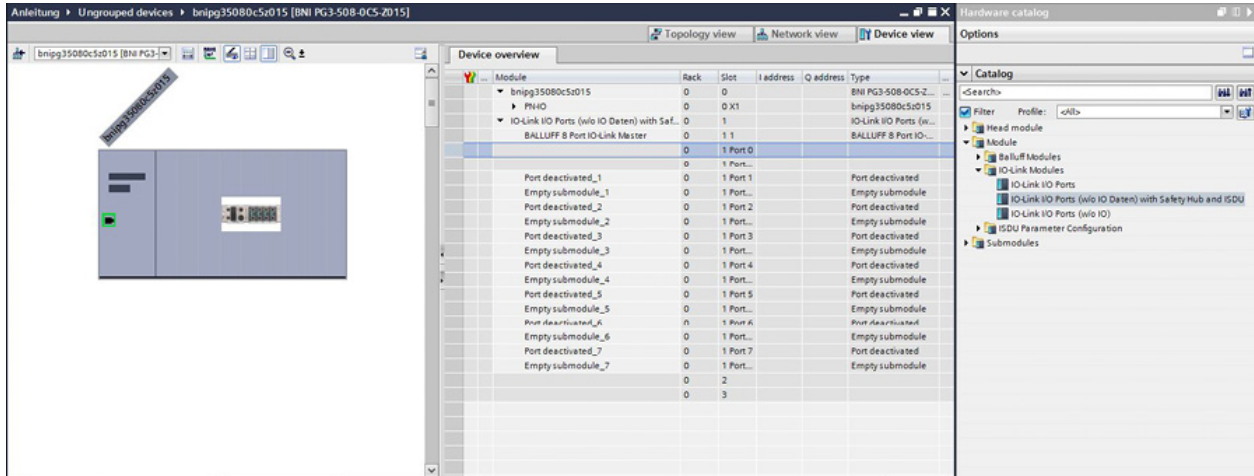 Anleitung ▸ Ungrouped devices ▸ bnipg35080c5z015 [BNI PG3-508-0C5-Z015]
Topology view Network view Device view
bnipg35080c5z015 [BNI PG3-
bnipg35080c5z015
Device overview
... Module Rack Slot I address Q address Type ...
bnipg35080c5z015 0 0 BNI PG3-508-0C5-Z...
PN-IO 0 0 X1 bnipg35080c5z015
IO-Link I/O Ports (w/o IO Daten) with Saf... 0 1 IO-Link I/O Ports (w...
BALLUFF 8 Port IO-Link Master 0 1 1 BALLUFF 8 Port IO-...
0 1 Port 0
0 1 Port...
Port deactivated_1 0 1 Port 1 Port deactivated
Empty submodule_1 0 1 Port... Empty submodule
Port deactivated_2 0 1 Port 2 Port deactivated
Empty submodule_2 0 1 Port... Empty submodule
Port deactivated_3 0 1 Port 3 Port deactivated
Empty submodule_3 0 1 Port... Empty submodule
Port deactivated_4 0 1 Port 4 Port deactivated
Empty submodule_4 0 1 Port... Empty submodule
Port deactivated_5 0 1 Port 5 Port deactivated
Empty submodule_5 0 1 Port... Empty submodule
Port deactivated_6 0 1 Port 6 Port deactivated
Empty submodule_6 0 1 Port... Empty submodule
Port deactivated_7 0 1 Port 7 Port deactivated
Empty submodule_7 0 1 Port... Empty submodule
0 2
0 3
Hardware catalog
Options
Catalog
<Search>
Filter Profile: <All>
Head module
Module
Balluff Modules
IO-Link Modules
IO-Link I/O Ports
IO-Link I/O Ports (w/o IO Daten) with Safety Hub and ISDU
IO-Link I/O Ports (w/o IO)
ISDU Parameter Configuration
Submodules